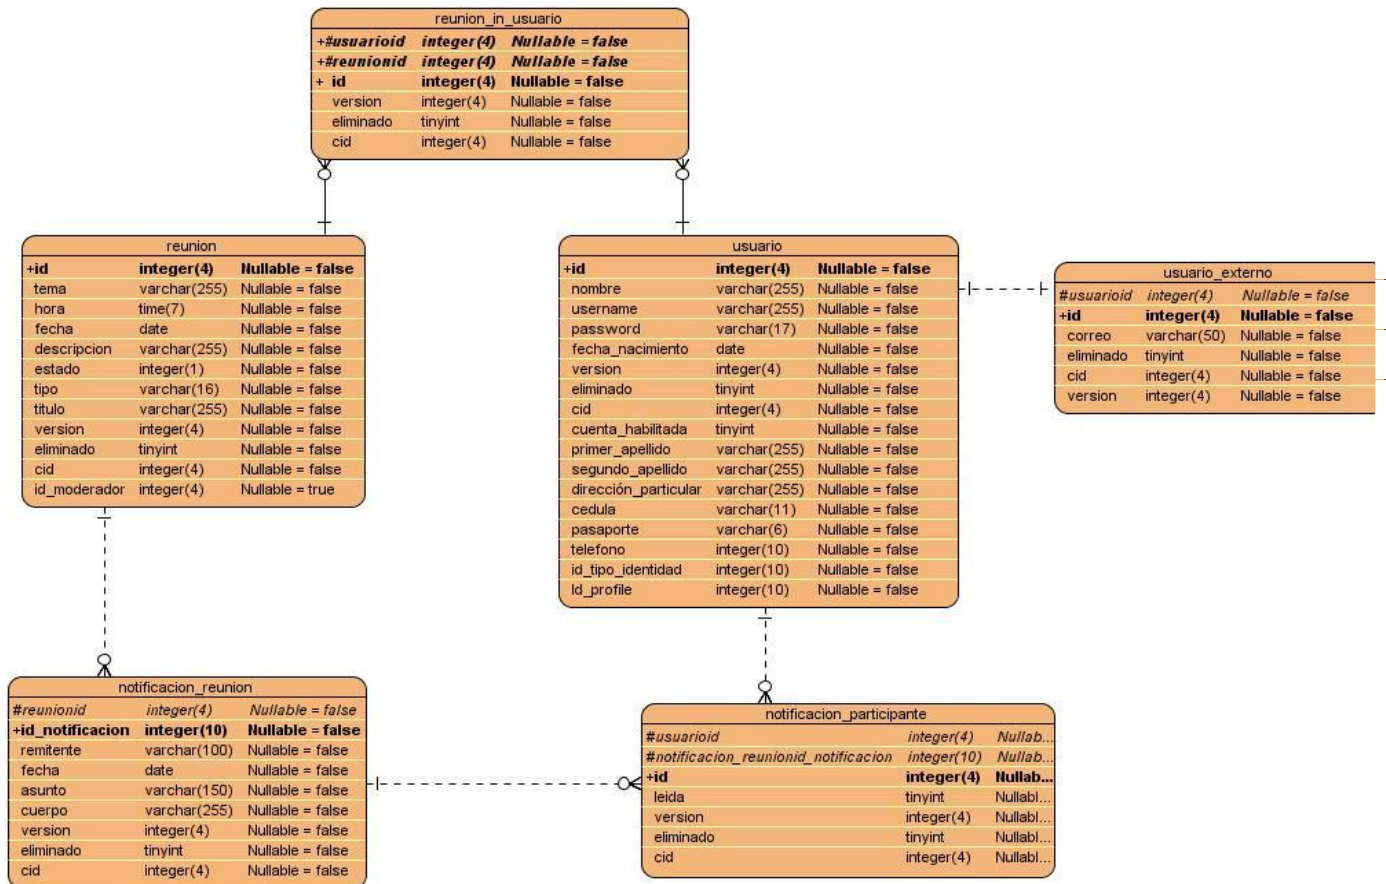 reunion_in_usuario
+#usuarioid integer(4) Nullable = false
+#reunionid integer(4) Nullable = false
+ id integer(4) Nullable = false
version integer(4) Nullable = false
eliminado tinyint Nullable = false
cid integer(4) Nullable = false
reunion
+id integer(4) Nullable = false
tema varchar(255) Nullable = false
hora time(7) Nullable = false
fecha date Nullable = false
descripcion varchar(255) Nullable = false
estado integer(1) Nullable = false
tipo varchar(16) Nullable = false
titulo varchar(255) Nullable = false
version integer(4) Nullable = false
eliminado tinyint Nullable = false
cid integer(4) Nullable = false
id_moderador integer(4) Nullable = true
usuario
+id integer(4) Nullable = false
nombre varchar(255) Nullable = false
username varchar(255) Nullable = false
password varchar(17) Nullable = false
fecha_nacimiento date Nullable = false
version integer(4) Nullable = false
eliminado tinyint Nullable = false
cid integer(4) Nullable = false
cuenta_habilitada tinyint Nullable = false
primer_apellido varchar(255) Nullable = false
segundo_apellido varchar(255) Nullable = false
dirección_particular varchar(255) Nullable = false
cedula varchar(11) Nullable = false
pasaporte varchar(6) Nullable = false
telefono integer(10) Nullable = false
id_tipo_identidad integer(10) Nullable = false
Id_profile integer(10) Nullable = false
usuario_externo
#usuarioid integer(4) Nullable = false
+id integer(4) Nullable = false
correo varchar(50) Nullable = false
eliminado tinyint Nullable = false
cid integer(4) Nullable = false
version integer(4) Nullable = false
notificacion_reunion
#reunionid integer(4) Nullable = false
+id_notificacion integer(10) Nullable = false
remitente varchar(100) Nullable = false
fecha date Nullable = false
asunto varchar(150) Nullable = false
cuerpo varchar(255) Nullable = false
version integer(4) Nullable = false
eliminado tinyint Nullable = false
cid integer(4) Nullable = false
notificacion_participante
#usuarioid integer(4) Nullab...
#notificacion_reunionid_notificacion integer(10) Nullab...
+id integer(4) Nullab...
leida tinyint Nullabl...
version integer(4) Nullabl...
eliminado tinyint Nullabl...
cid integer(4) Nullabl...